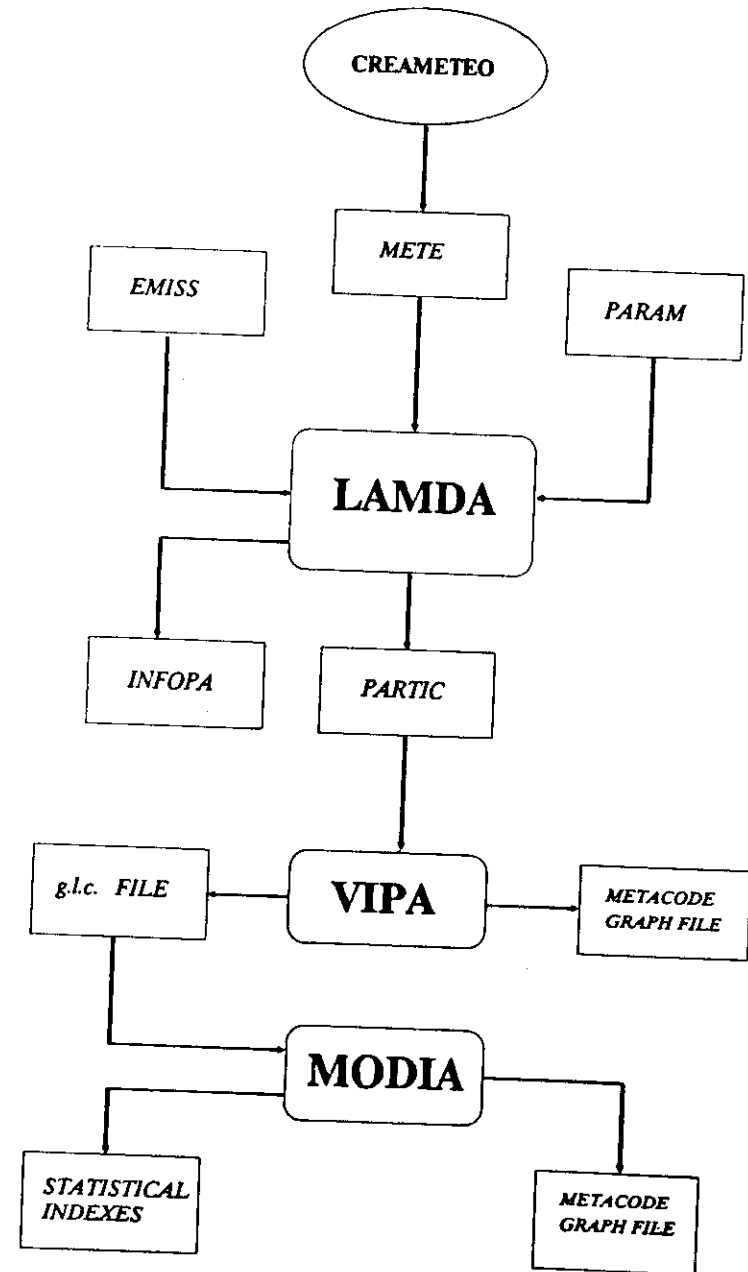 CREAMETEO
METE
EMISS
PARAM
LAMDA
INFOPA
PARTIC
g.l.c. FILE
VIPA
METACODE
GRAPH FILE
MODIA
STATISTICAL
INDEXES
METACODE
GRAPH FILE